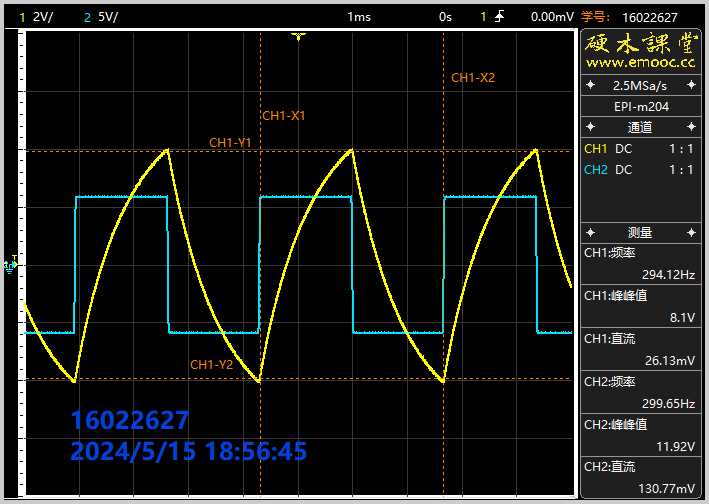 1 2V/ 2 5V/ 1ms 0s 1 0.00mV 学号: 16022627
硬木課堂
www.emooc.cc
2.5MSa/s
EPI-m204
通道
CH1 DC 1 : 1
CH2 DC 1 : 1
测量
CH1:频率
294.12Hz
CH1:峰峰值
8.1V
CH1:直流
26.13mV
CH2:频率
299.65Hz
CH2:峰峰值
11.92V
CH2:直流
130.77mV
CH1-X2
CH1-X1
CH1-Y1
T
CH1-Y2
16022627
2024/5/15 18:56:45